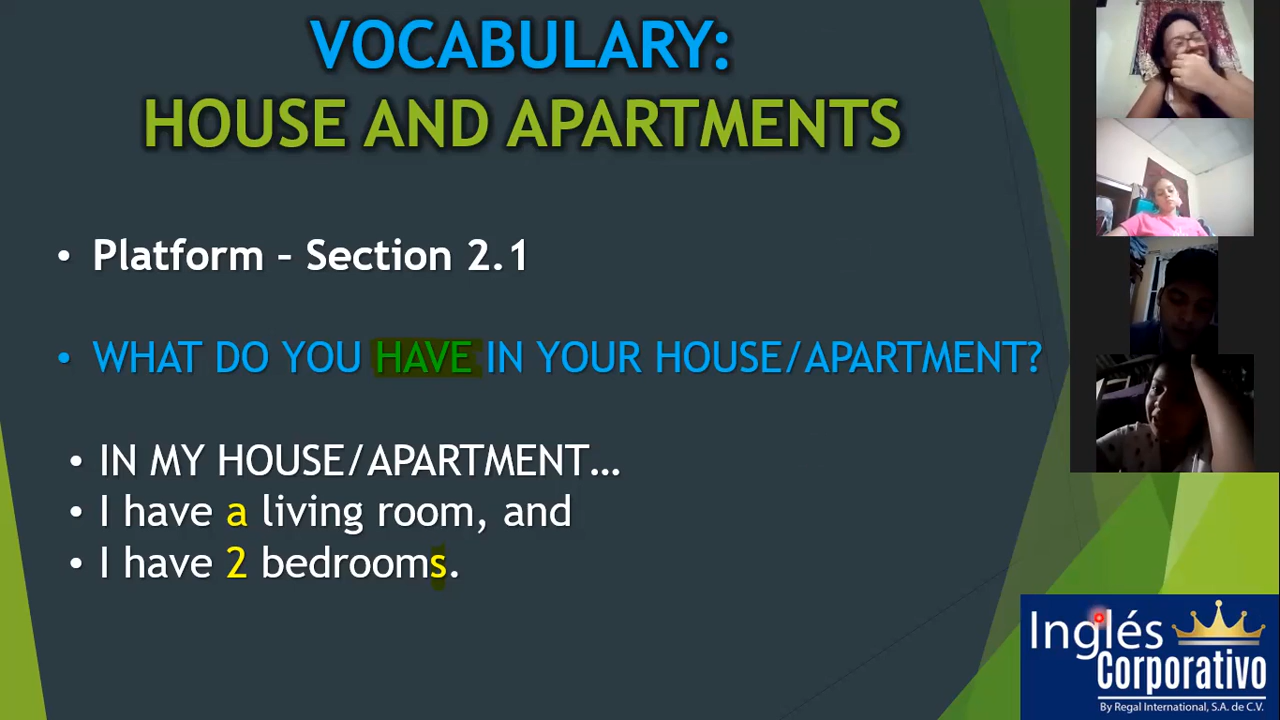 VOCABULARY:
HOUSE AND APARTMENTS
• Platform – Section 2.1
• WHAT DO YOU HAVE IN YOUR HOUSE/APARTMENT?
• IN MY HOUSE/APARTMENT…
• I have a living room, and
• I have 2 bedrooms.
Inglés
Corporativo
By Regal International, S.A. de C.V.